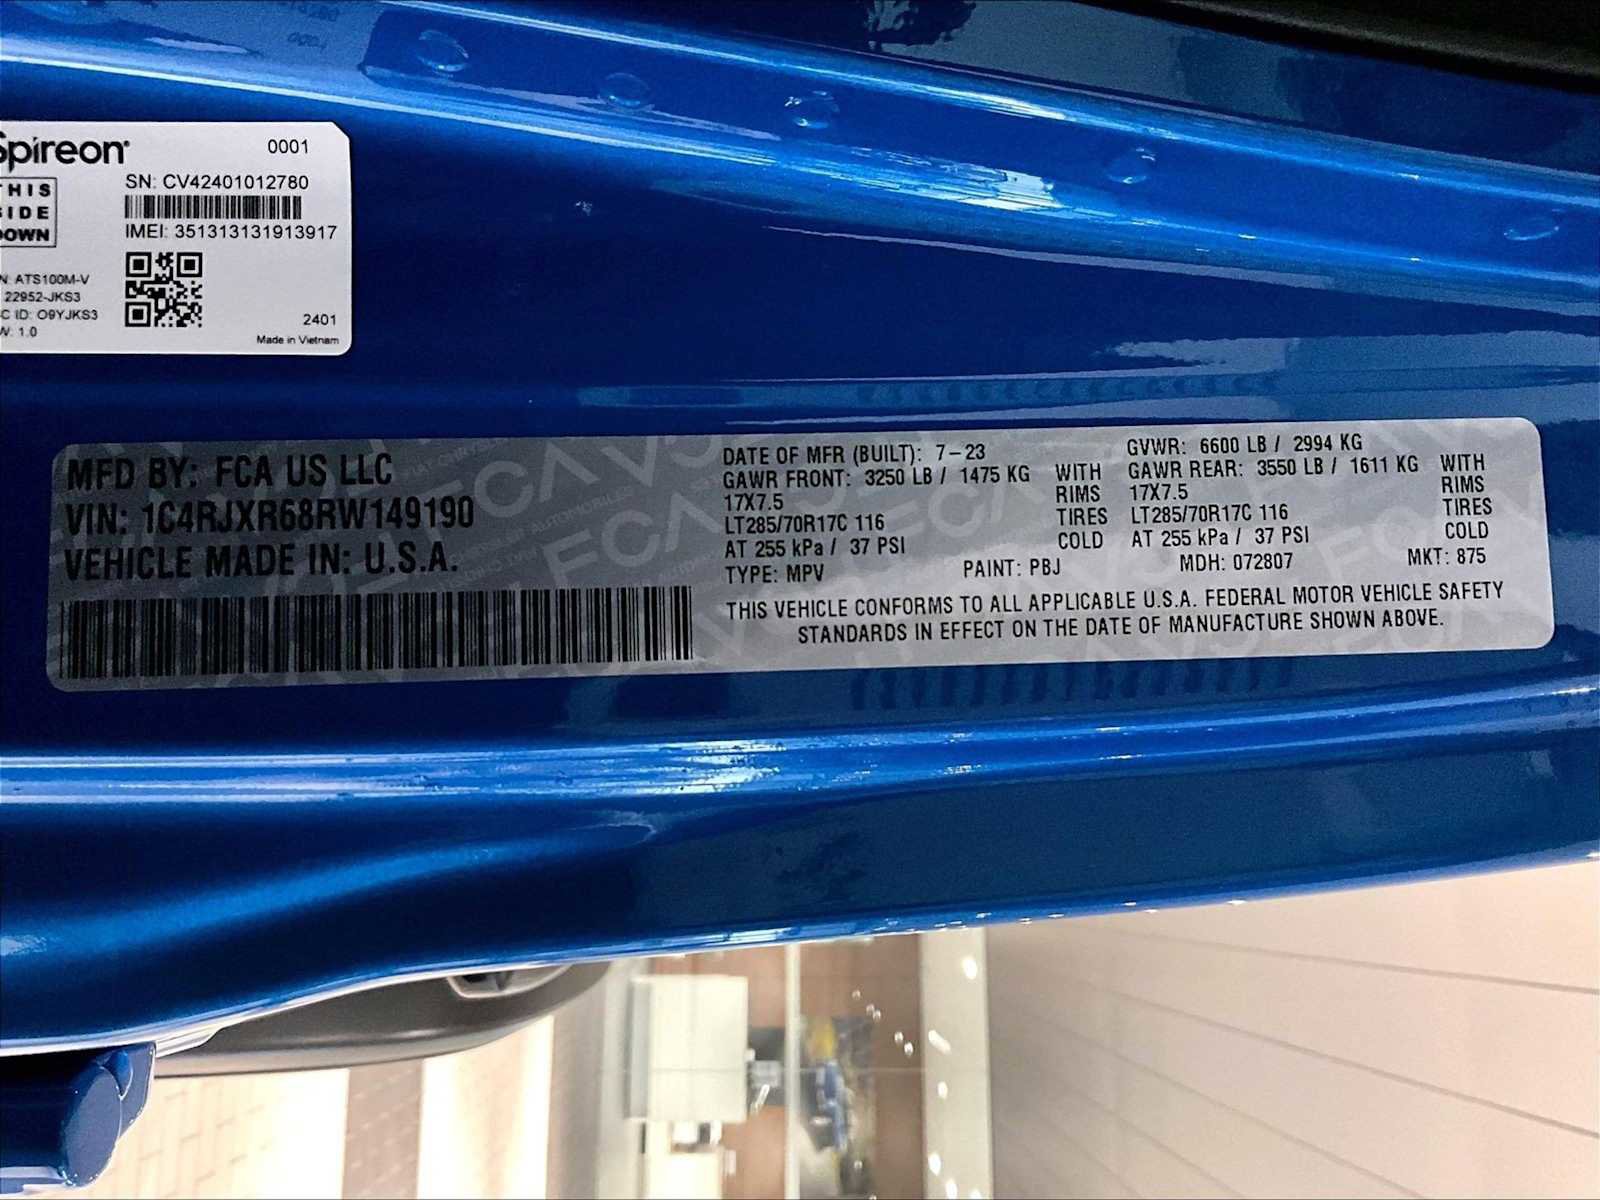 Spireon
0001
THIS
SIDE
DOWN
SN: CV42401012780
IMEI: 351313131913917
N: ATS100M-V
22952-JKS3
C ID: O9YJKS3
W: 1.0
2401
Made in Vietnam
MFD BY: FCA US LLC
VIN: 1C4RJXR68RW149190
VEHICLE MADE IN: U.S.A.
DATE OF MFR (BUILT): 7-23 GVWR: 6600 LB / 2994 KG
GAWR FRONT: 3250 LB / 1475 KG WITH GAWR REAR: 3550 LB / 1611 KG WITH
17X7.5 RIMS 17X7.5 RIMS
LT285/70R17C 116 TIRES LT285/70R17C 116 TIRES
AT 255 kPa / 37 PSI COLD AT 255 kPa / 37 PSI COLD
TYPE: MPV PAINT: PBJ MDH: 072807 MKT: 875
THIS VEHICLE CONFORMS TO ALL APPLICABLE U.S.A. FEDERAL MOTOR VEHICLE SAFETY
STANDARDS IN EFFECT ON THE DATE OF MANUFACTURE SHOWN ABOVE.